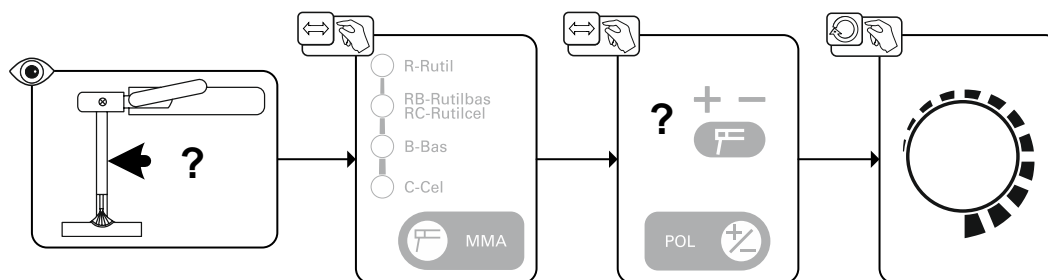 ?
R-Rutil
RB-Rutilbas
RC-Rutilcel
B-Bas
C-Cel
MMA
?
+ −
POL +/−